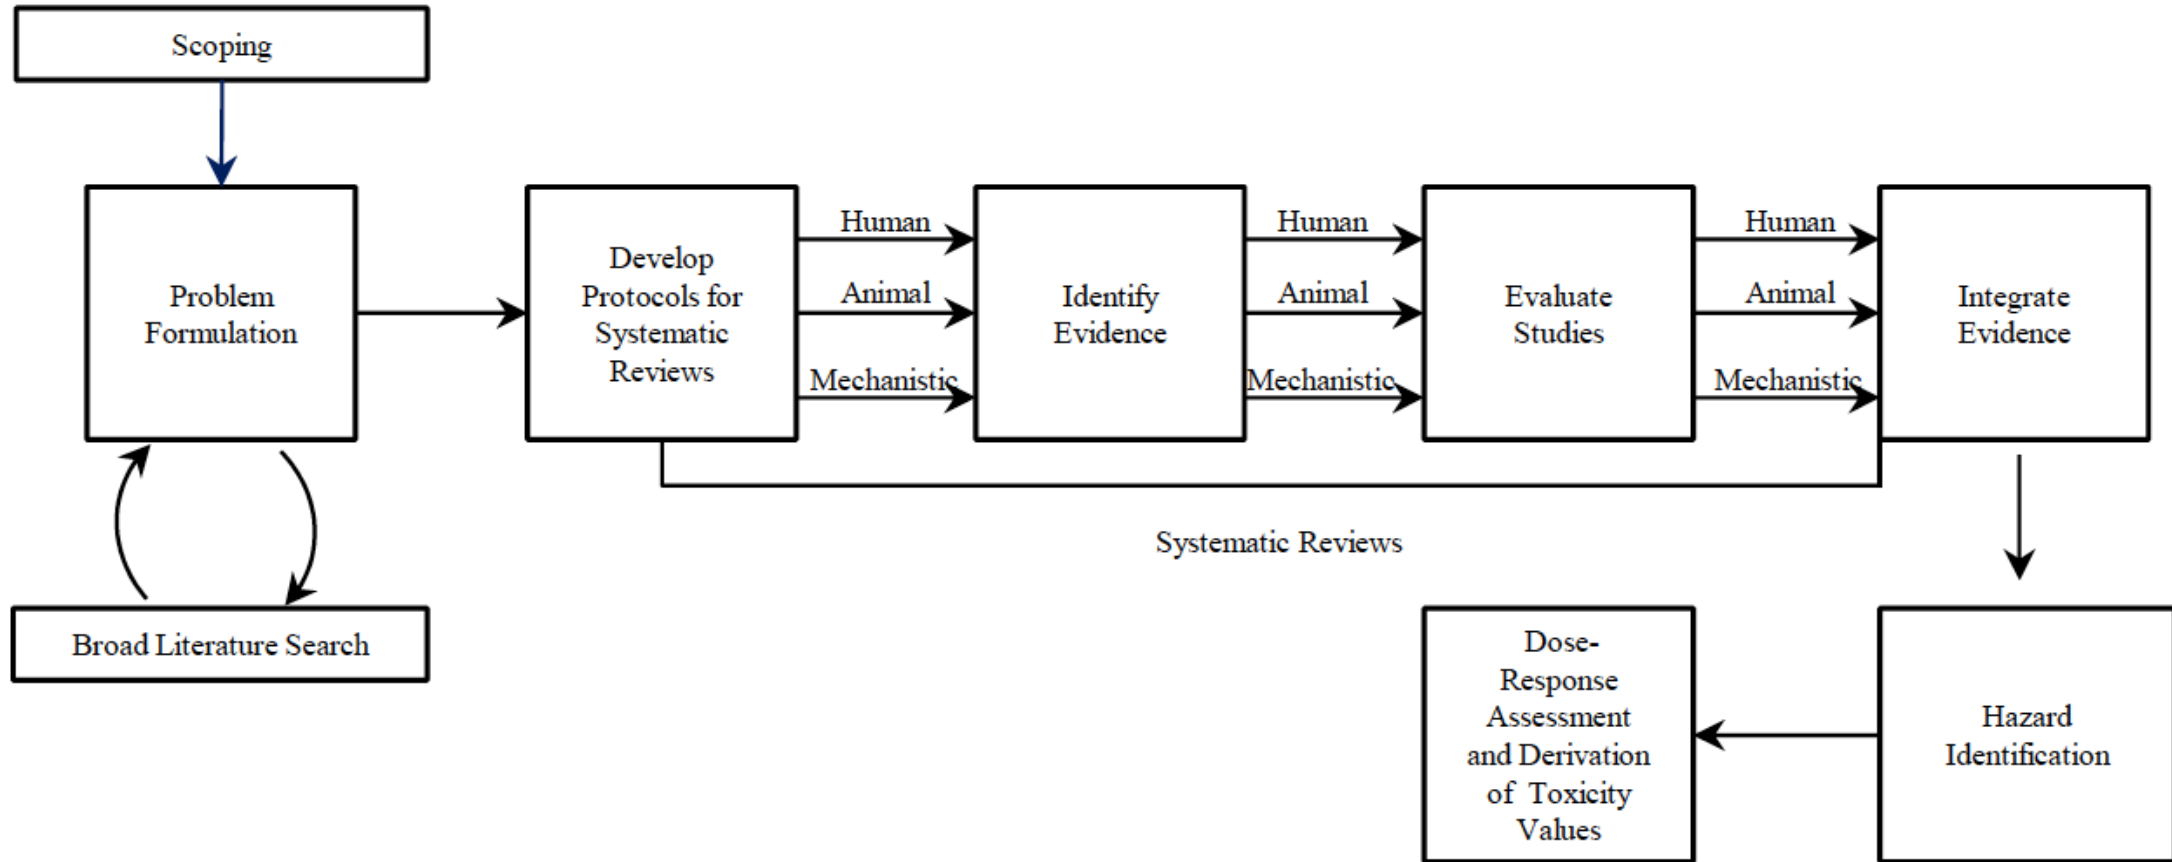 Scoping
Problem
Formulation
Broad Literature Search
Develop
Protocols for
Systematic
Reviews
Human
Animal
Mechanistic
Identify
Evidence
Human
Animal
Mechanistic
Evaluate
Studies
Human
Animal
Mechanistic
Integrate
Evidence
Systematic Reviews
Hazard
Identification
Dose-
Response
Assessment
and Derivation
of Toxicity
Values